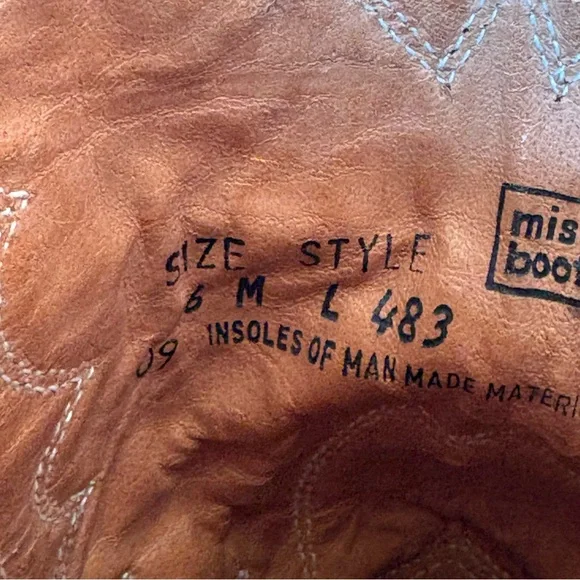 mis
boot
SIZE STYLE
6 M L 483
09 INSOLES OF MAN MADE MATERI